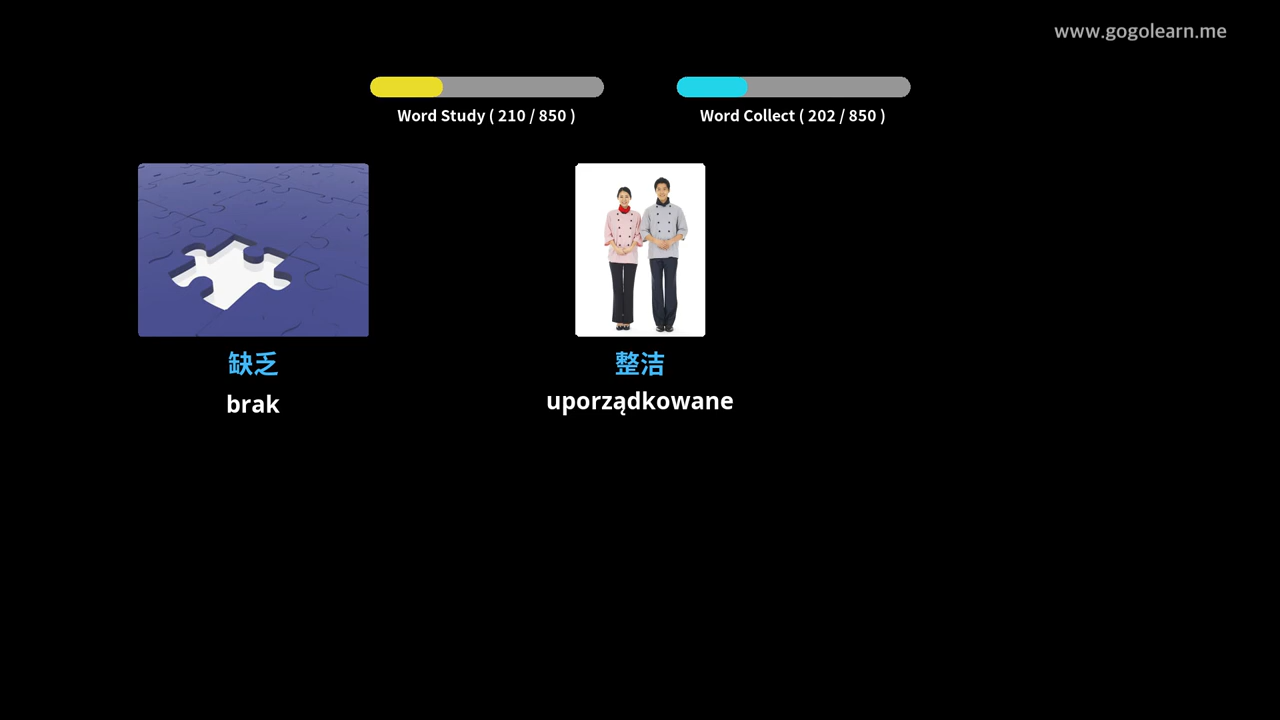 www.gogolearn.me
Word Study ( 210 / 850 )
Word Collect ( 202 / 850 )
缺乏
brak
整洁
uporządkowane